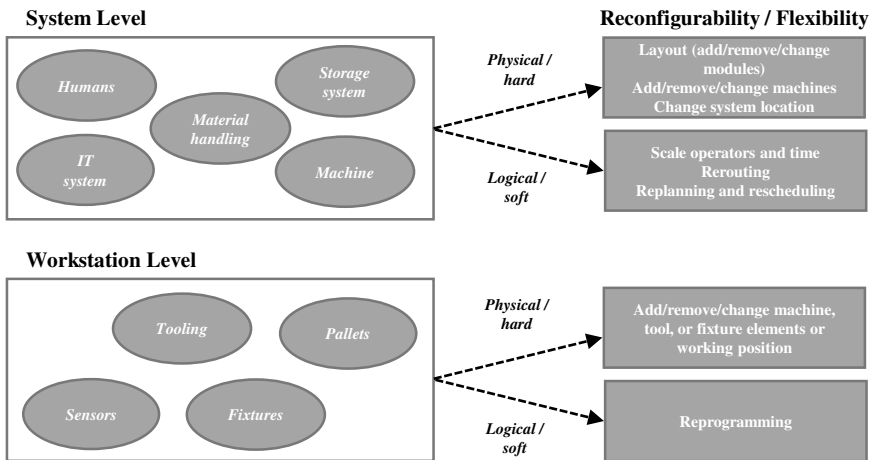 System Level
Reconfigurability / Flexibility
Humans
Storage
system
Material
handling
IT
system
Machine
Physical /
hard
Logical /
soft
Layout (add/remove/change
modules)
Add/remove/change machines
Change system location
Scale operators and time
Rerouting
Replanning and rescheduling
Workstation Level
Tooling
Pallets
Sensors
Fixtures
Physical /
hard
Logical /
soft
Add/remove/change machine,
tool, or fixture elements or
working position
Reprogramming